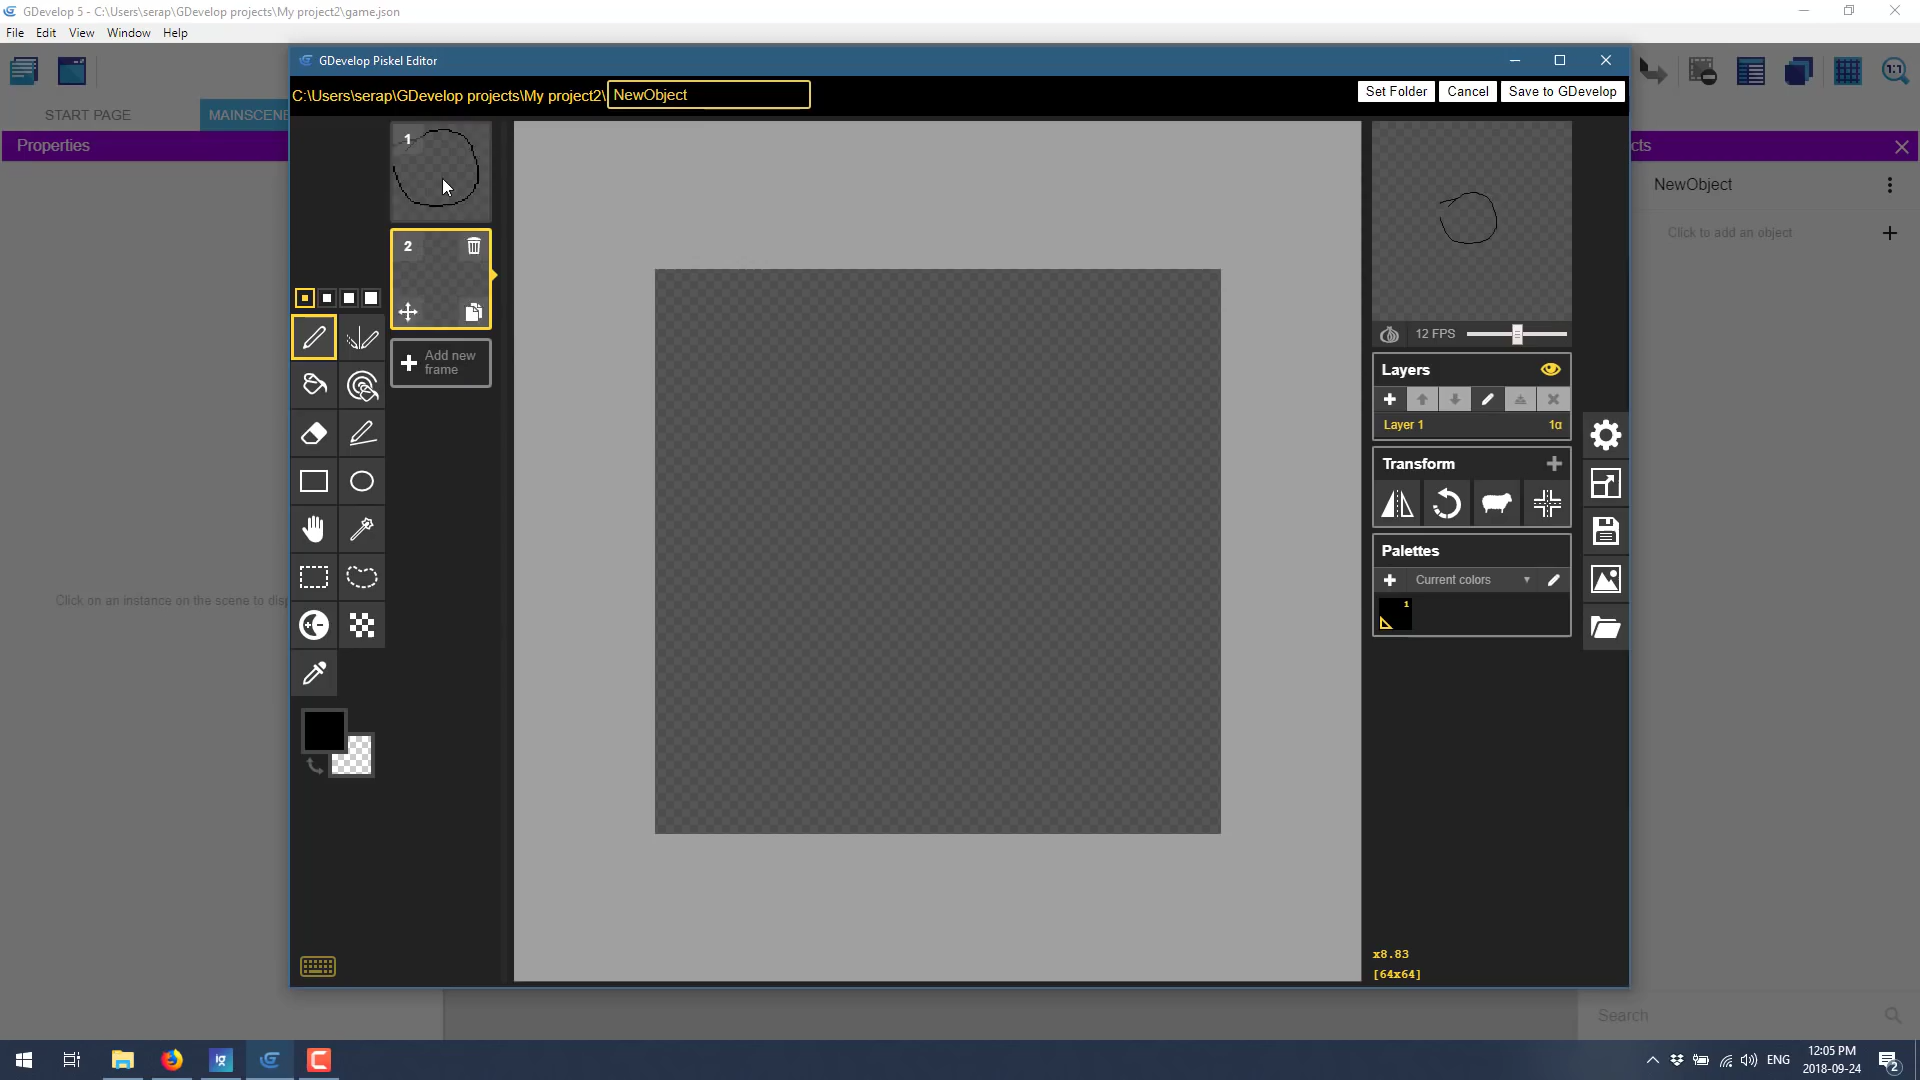 GDevelop 5 - C:\Users\serap\GDevelop projects\My project2\game.json
File Edit View Window Help
GDevelop Piskel Editor
C:\Users\serap\GDevelop projects\My project2\ NewObject
Set Folder Cancel Save to GDevelop
START PAGE MAINSCENE
Properties
cts
NewObject
Click to add an object
1
2
Add new
frame
12 FPS
Layers
Layer 1 1α
Transform
Palettes
Current colors
1
Click on an instance on the scene to disp
x8.83
[64x64]
Search
1:1
ENG
12:05 PM
2018-09-24
2